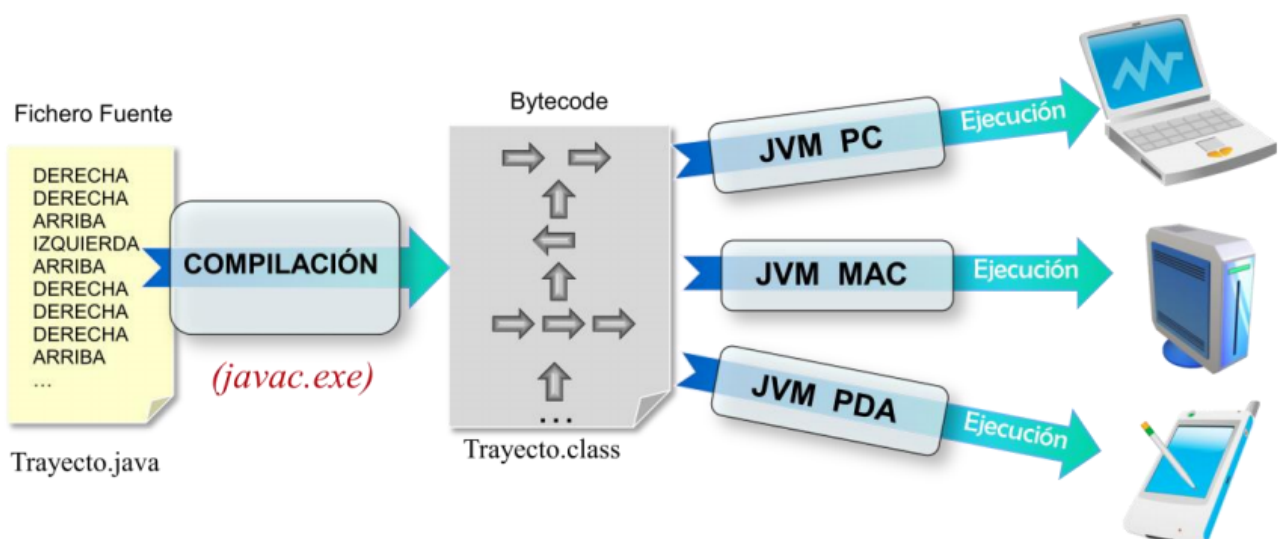 Fichero Fuente
DERECHA
DERECHA
ARRIBA
IZQUIERDA
ARRIBA
DERECHA
DERECHA
DERECHA
ARRIBA
...
Trayecto.java
COMPILACIÓN
(javac.exe)
Bytecode
...
Trayecto.class
JVM PC
Ejecución
JVM MAC
Ejecución
JVM PDA
Ejecución